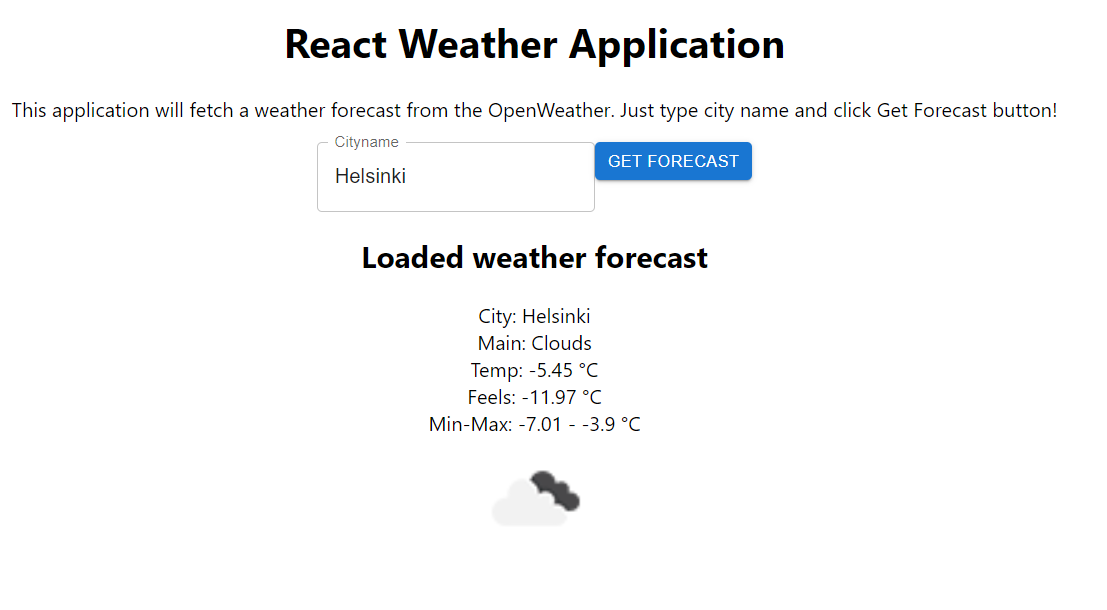 React Weather Application
This application will fetch a weather forecast from the OpenWeather. Just type city name and click Get Forecast button!
Cityname
Helsinki
GET FORECAST
Loaded weather forecast
City: Helsinki
Main: Clouds
Temp: -5.45 °C
Feels: -11.97 °C
Min-Max: -7.01 - -3.9 °C